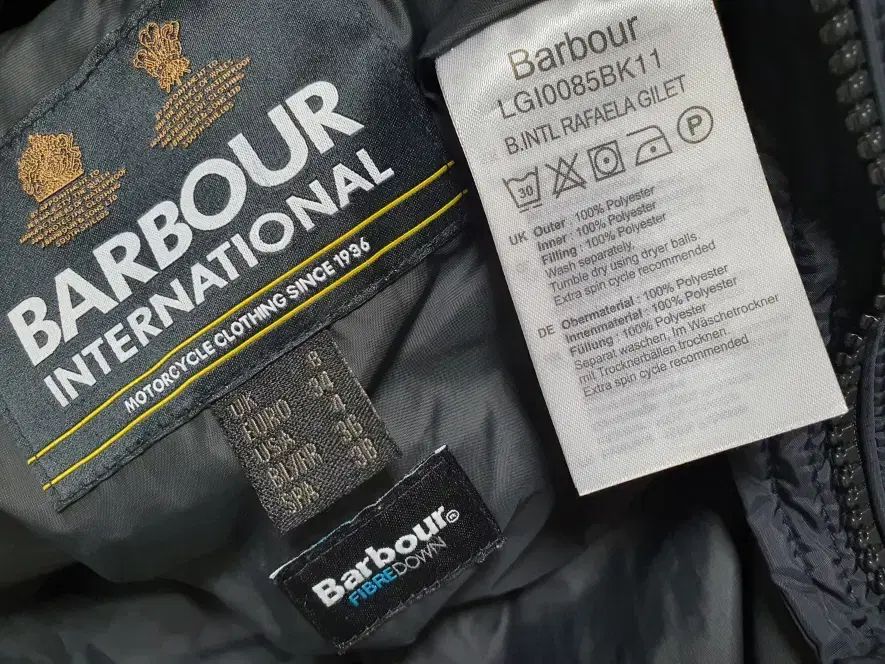 BARBOUR
INTERNATIONAL
MOTORCYCLE CLOTHING SINCE 1936
UK 8
EURO 34
USA 4
BL/FR 36
SPA 36
Barbour
FIBREDOWN
Barbour
LGI0085BK11
B.INTL RAFAELA GILET
30
P
UK Outer : 100% Polyester
Inner : 100% Polyester
Filling : 100% Polyester
Wash separately.
Tumble dry using dryer balls.
Extra spin cycle recommended
DE Obermaterial : 100% Polyester
Innenmaterial : 100% Polyester
Füllung : 100% Polyester
Separat waschen. Im Wäschetrockner
mit Trocknerbällen trocknen.
Extra spin cycle recommended